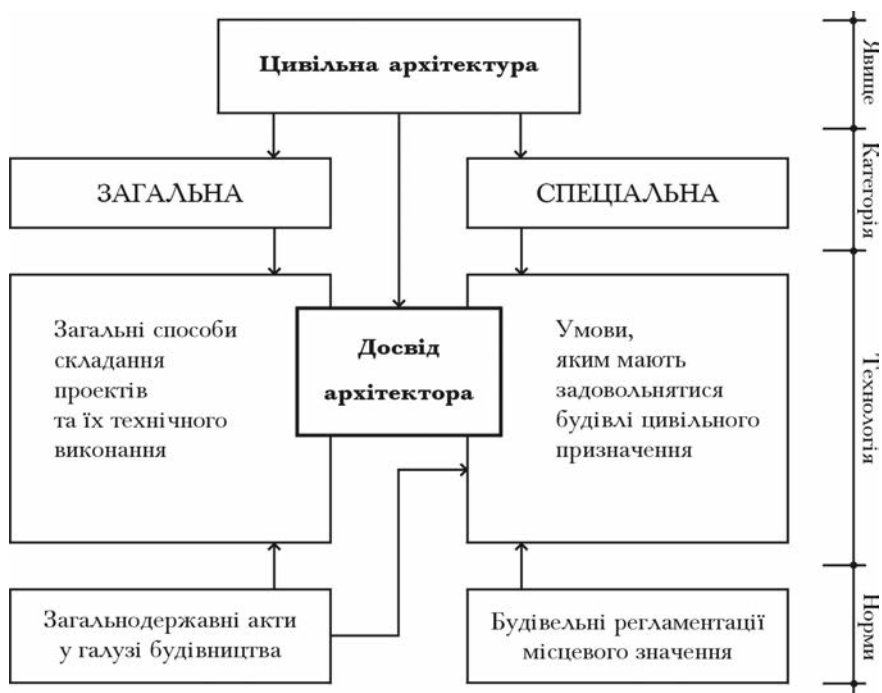 Цивільна архітектура
ЗАГАЛЬНА
СПЕЦІАЛЬНА
Загальні способи
складання
проектів
та їх технічного
виконання
Досвід
архітектора
Умови,
яким мають
задовольнятися
будівлі цивільного
призначення
Загальнодержавні акти
у галузі будівництва
Будівельні регламентації
місцевого значення
Явище
Категорія
Технологія
Норми